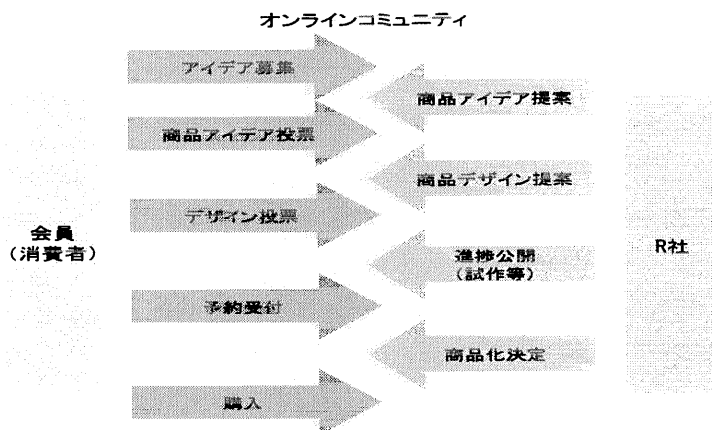 オンラインコミュニティ
アイデア募集
商品アイデア提案
商品アイデア投票
商品デザイン提案
デザイン投票
会員
(消費者)
進捗公開
(試作等)
R社
予約受付
商品化決定
購入